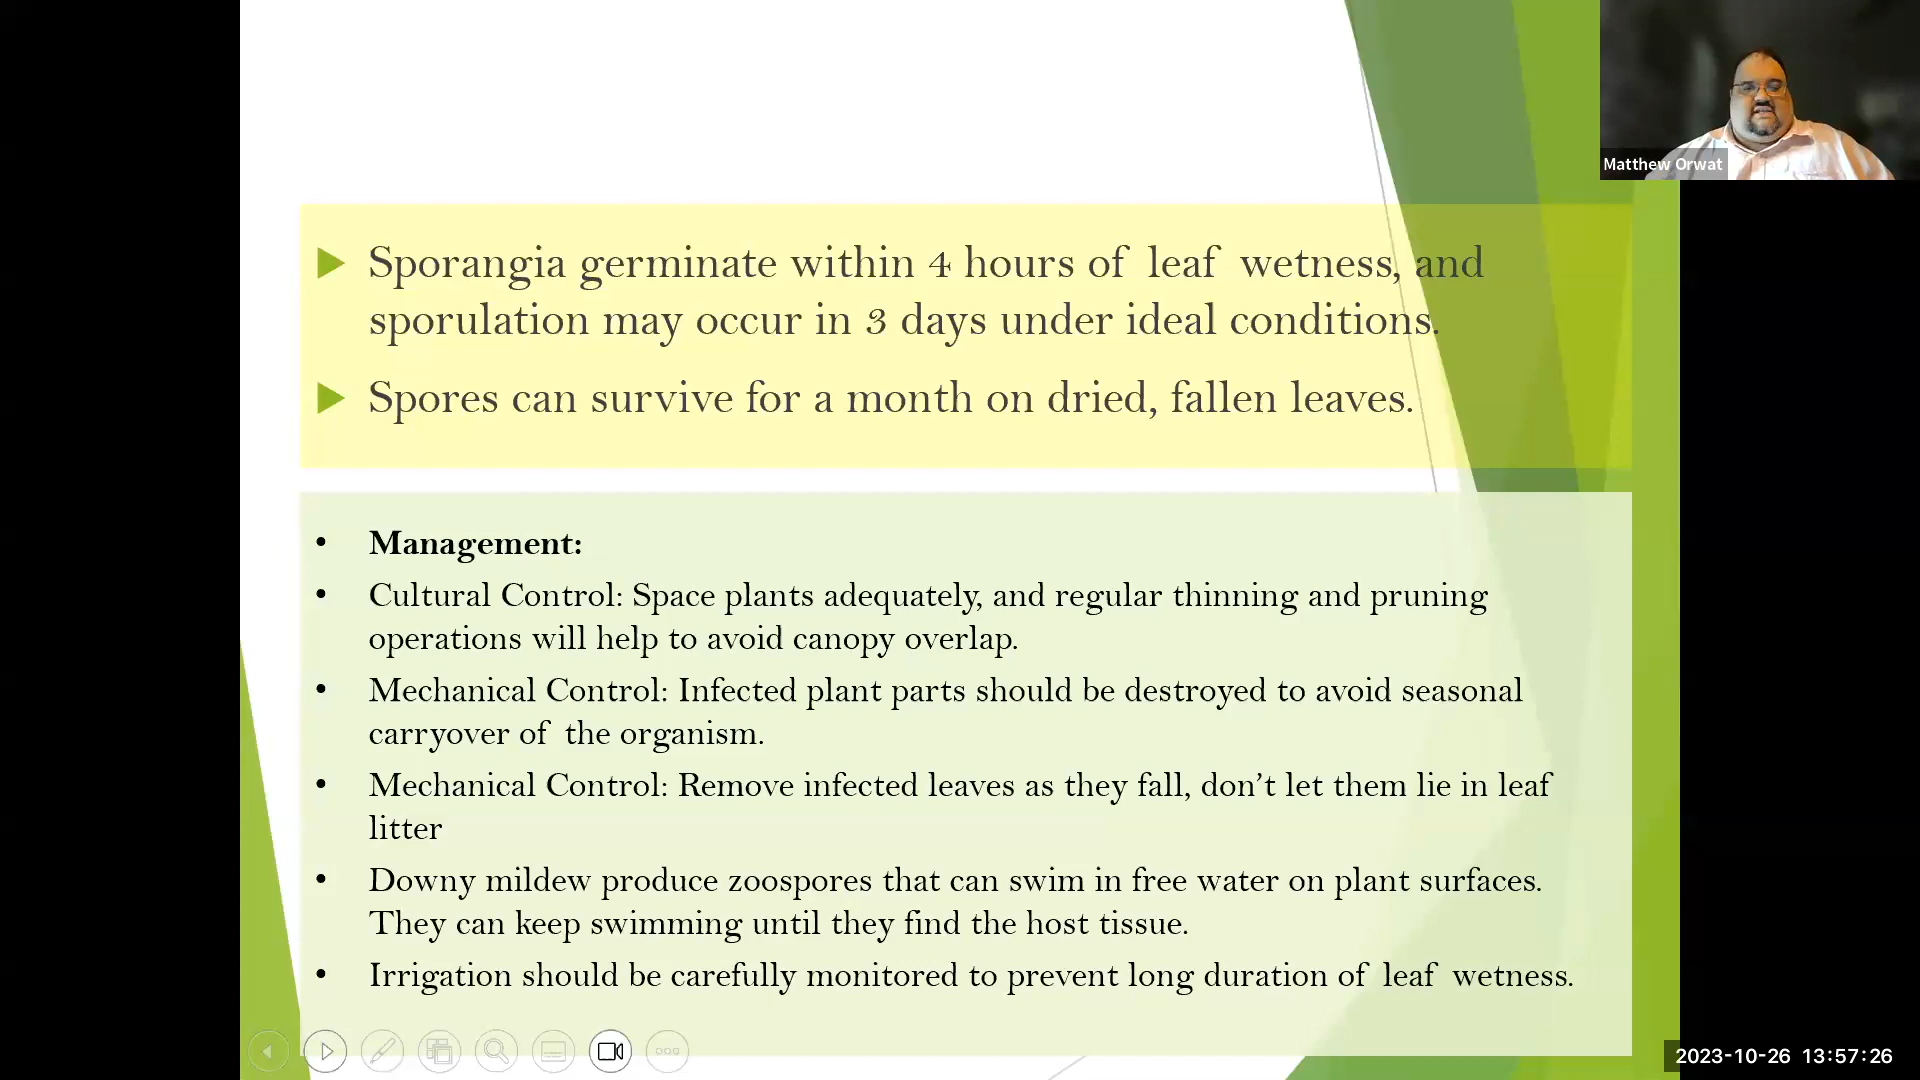 Matthew Orwat
Sporangia germinate within 4 hours of leaf wetness, and
sporulation may occur in 3 days under ideal conditions.
Spores can survive for a month on dried, fallen leaves.
Management:
Cultural Control: Space plants adequately, and regular thinning and pruning
operations will help to avoid canopy overlap.
Mechanical Control: Infected plant parts should be destroyed to avoid seasonal
carryover of the organism.
Mechanical Control: Remove infected leaves as they fall, don't let them lie in leaf
litter
Downy mildew produce zoospores that can swim in free water on plant surfaces.
They can keep swimming until they find the host tissue.
Irrigation should be carefully monitored to prevent long duration of leaf wetness.
2023-10-26 13:57:26